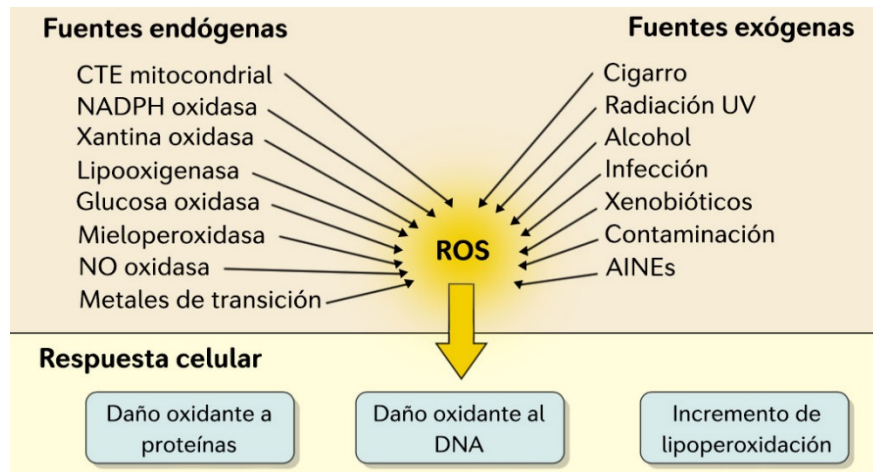 Fuentes endógenas
CTE mitocondrial
NADPH oxidasa
Xantina oxidasa
Lipooxigenasa
Glucosa oxidasa
Mieloperoxidasa
NO oxidasa
Metales de transición
Fuentes exógenas
Cigarro
Radiación UV
Alcohol
Infección
Xenobióticos
Contaminación
AINEs
ROS
Respuesta celular
Daño oxidante a
proteínas
Daño oxidante al
DNA
Incremento de
lipoperoxidación